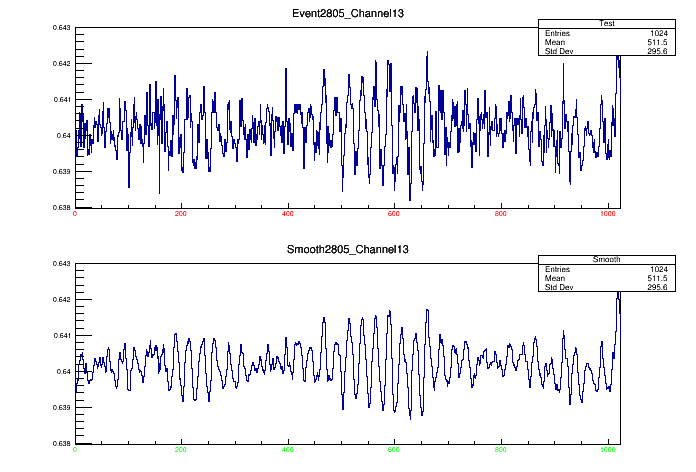 Event2805_Channel13
Test
Entries 1024
Mean 511.5
Std Dev 295.6
0.643
0.642
0.641
0.64
0.639
0.638
0 200 400 600 800 1000
Smooth2805_Channel13
Smooth
Entries 1024
Mean 511.5
Std Dev 295.6
0.643
0.642
0.641
0.64
0.639
0.638
0 200 400 600 800 1000